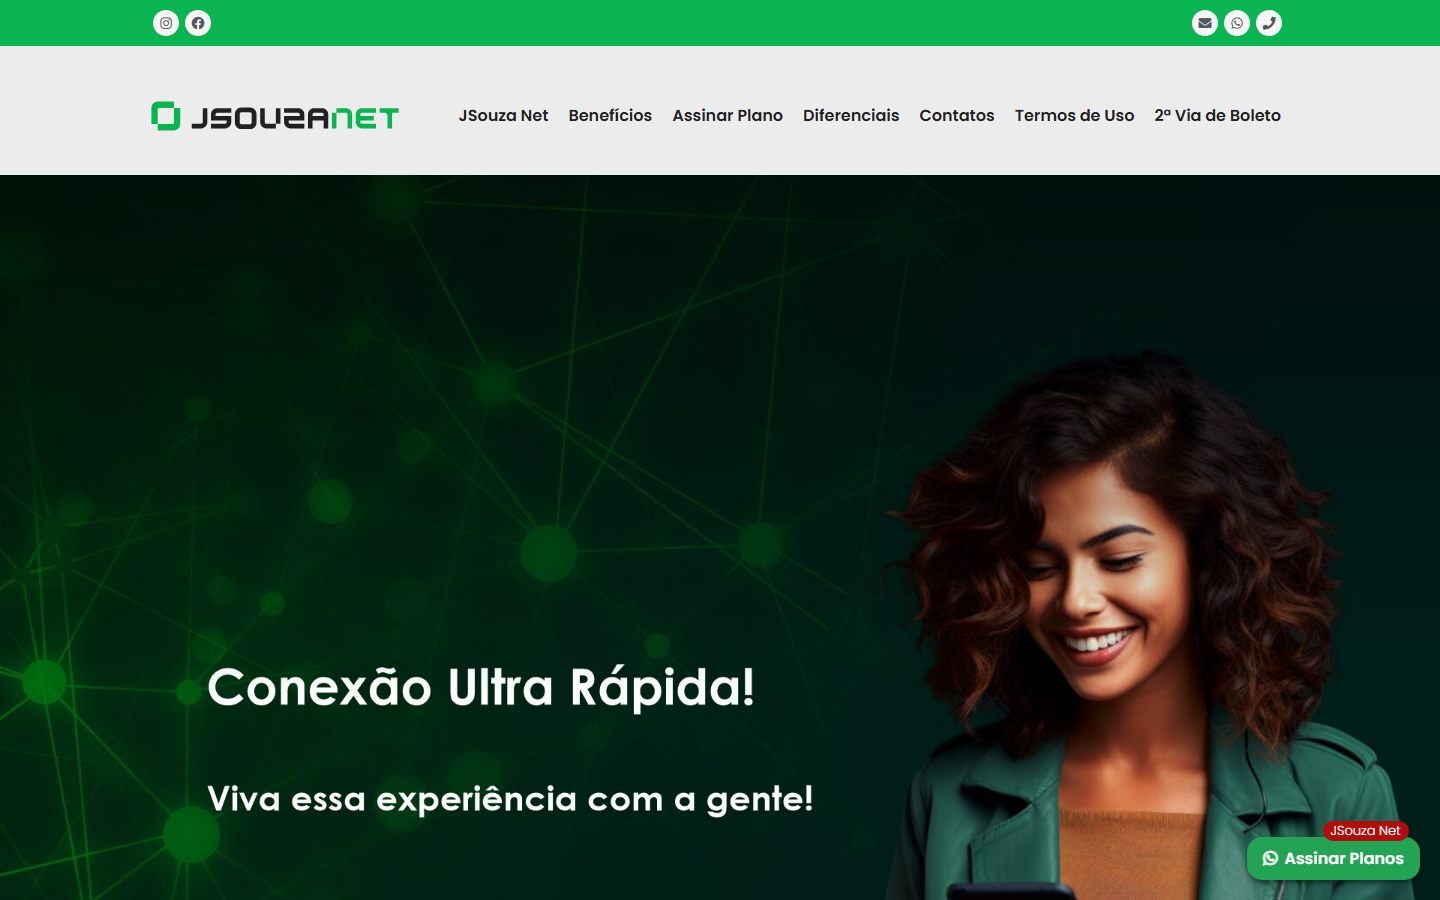 JSOUZANET
JSouza Net
Benefícios
Assinar Plano
Diferenciais
Contatos
Termos de Uso
2ª Via de Boleto
Conexão Ultra Rápida!
Viva essa experiência com a gente!
JSouza Net
Assinar Planos